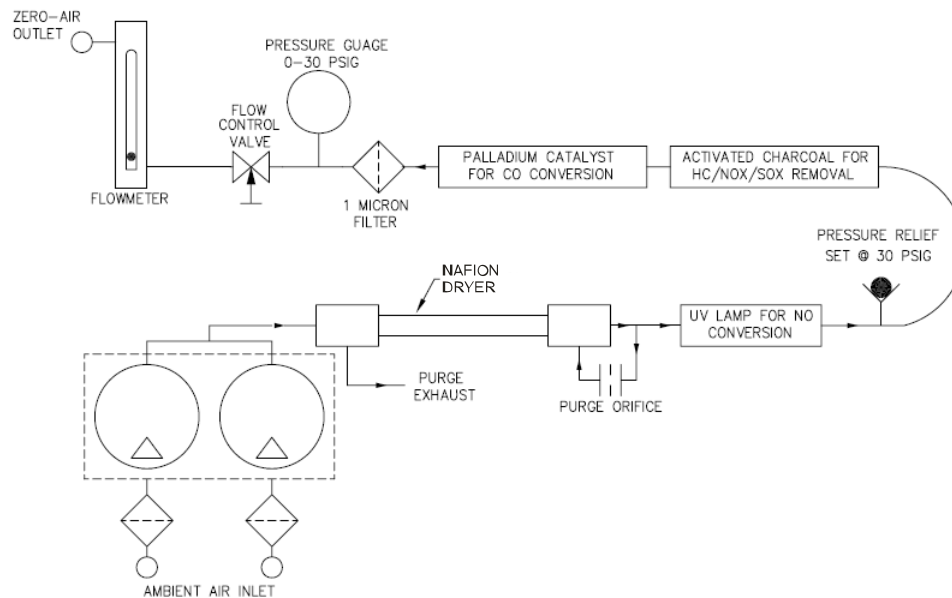 ZERO-AIR
OUTLET
PRESSURE GUAGE
0-30 PSIG
FLOW
CONTROL
VALVE
FLOWMETER
1 MICRON
FILTER
PALLADIUM CATALYST
FOR CO CONVERSION
ACTIVATED CHARCOAL FOR
HC/NOX/SOX REMOVAL
PRESSURE RELIEF
SET @ 30 PSIG
NAFION
DRYER
UV LAMP FOR NO
CONVERSION
PURGE
EXHAUST
PURGE ORIFICE
AMBIENT AIR INLET